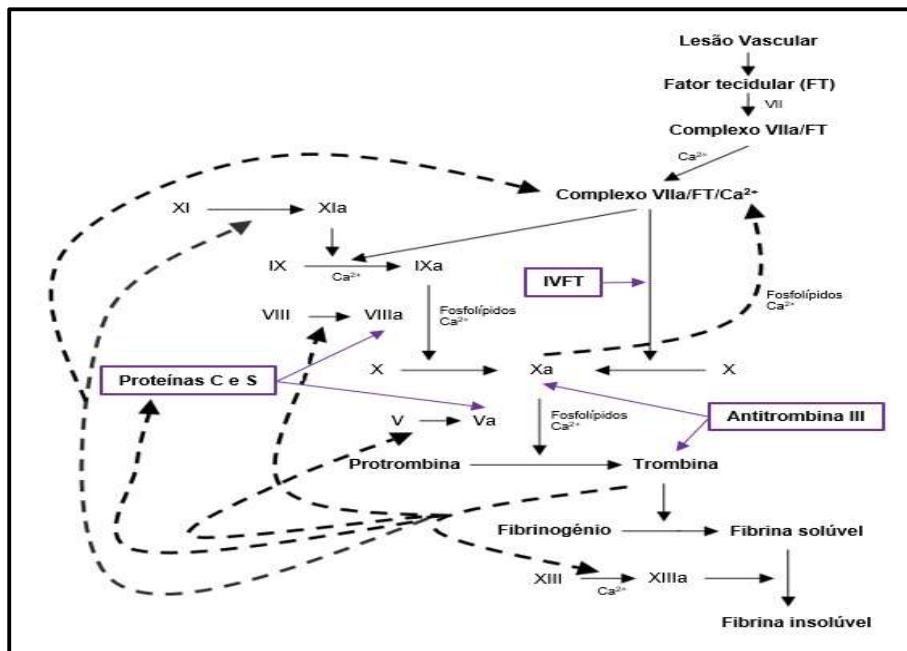 Lesão Vascular
Fator tecidular (FT)
VII
Complexo VIIa/FT
Ca²⁺
Complexo VIIa/FT/Ca²⁺
XI XIa
IX IXa
Ca²⁺
IVFT
VIII VIIIa
Fosfolípidos
Ca²⁺
Fosfolípidos
Ca²⁺
X Xa X
Proteínas C e S
V Va
Fosfolípidos
Ca²⁺
Antitrombina III
Protrombina Trombina
Fibrinogénio Fibrina solúvel
XIII XIIIa
Ca²⁺
Fibrina insolúvel